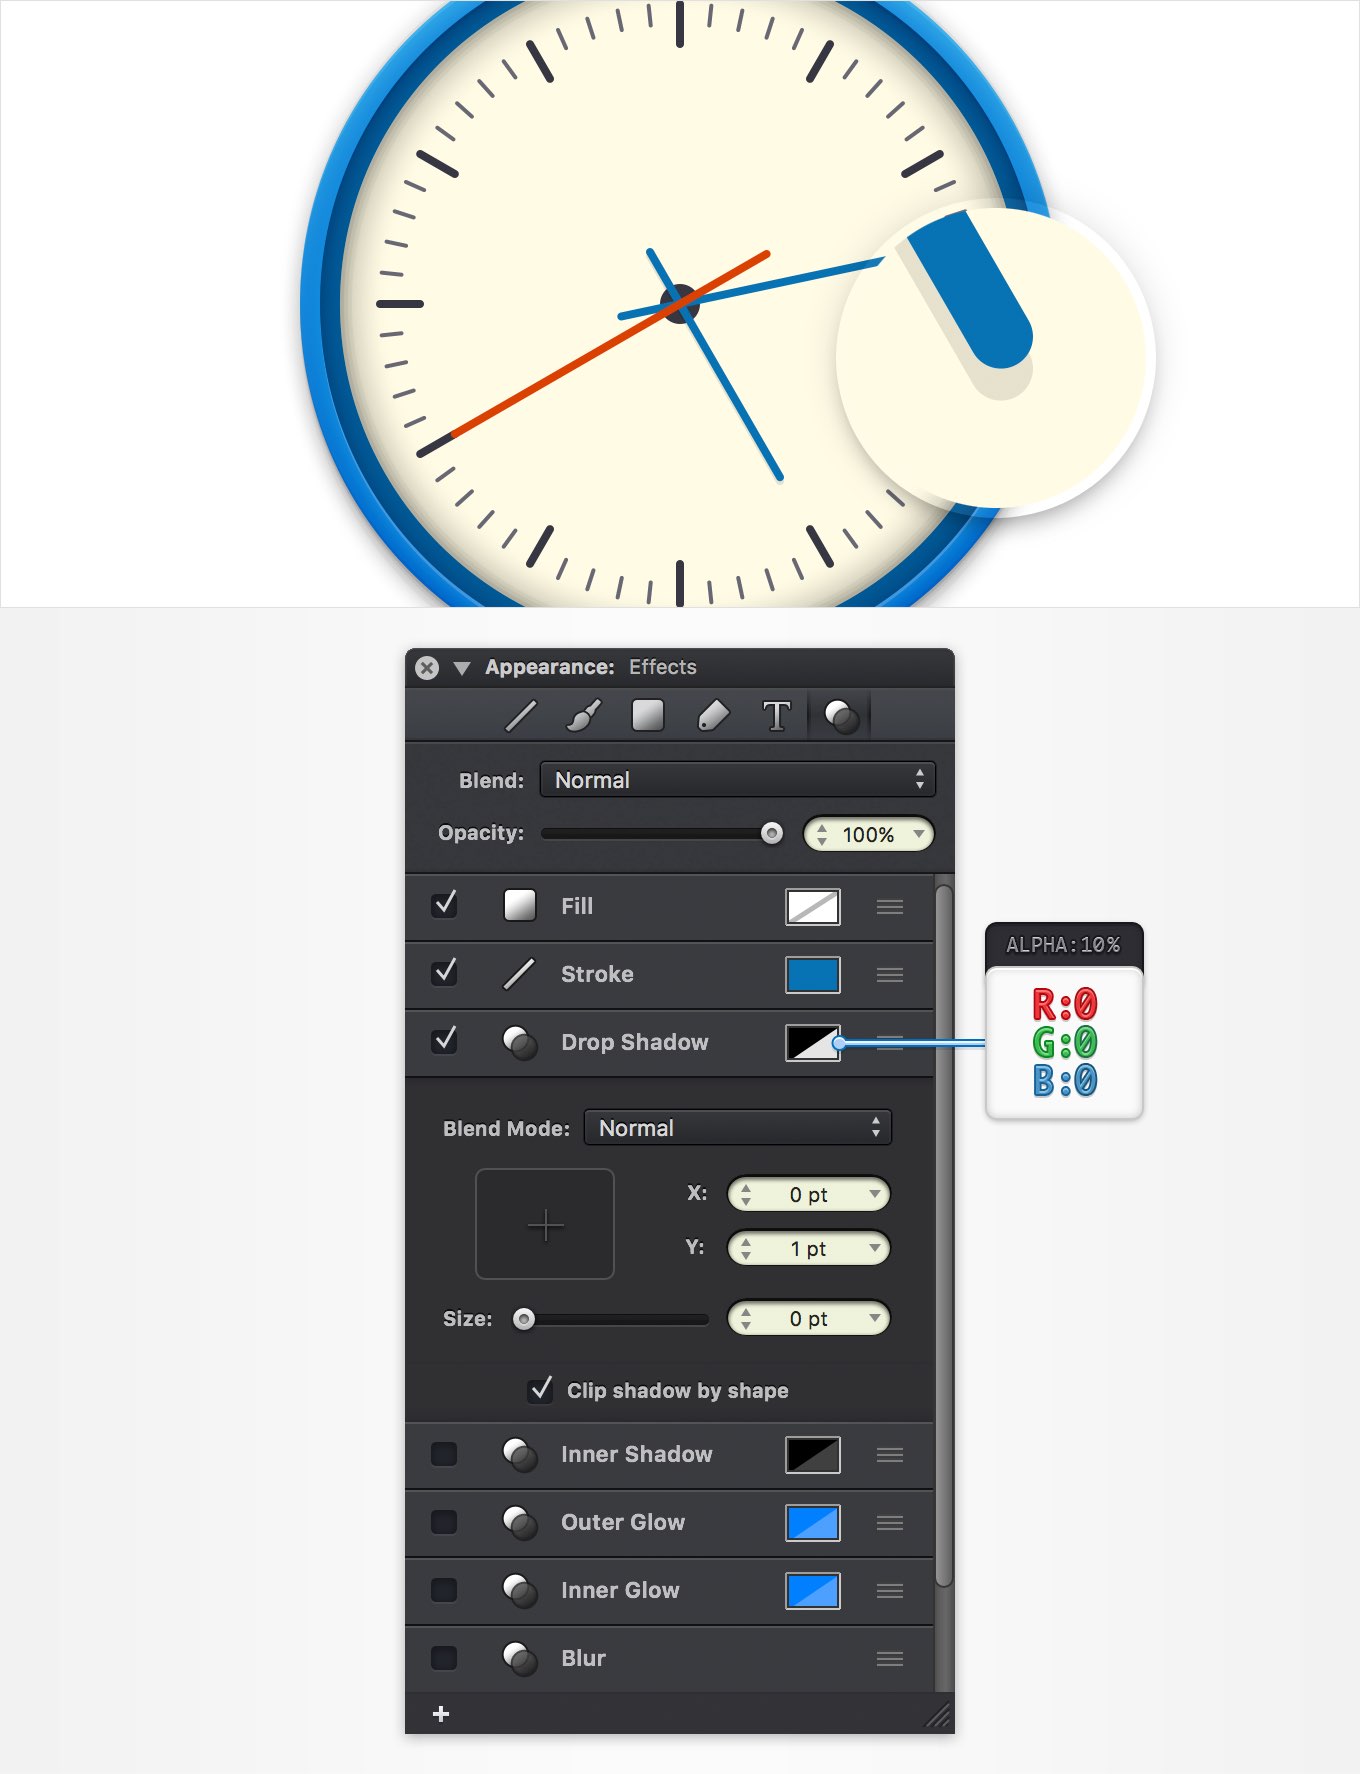 Appearance: Effects
T
Blend: Normal
Opacity: 100%
Fill
Stroke
Drop Shadow
ALPHA:10%
R:0
G:0
B:0
Blend Mode: Normal
X: 0 pt
Y: 1 pt
Size: 0 pt
Clip shadow by shape
Inner Shadow
Outer Glow
Inner Glow
Blur